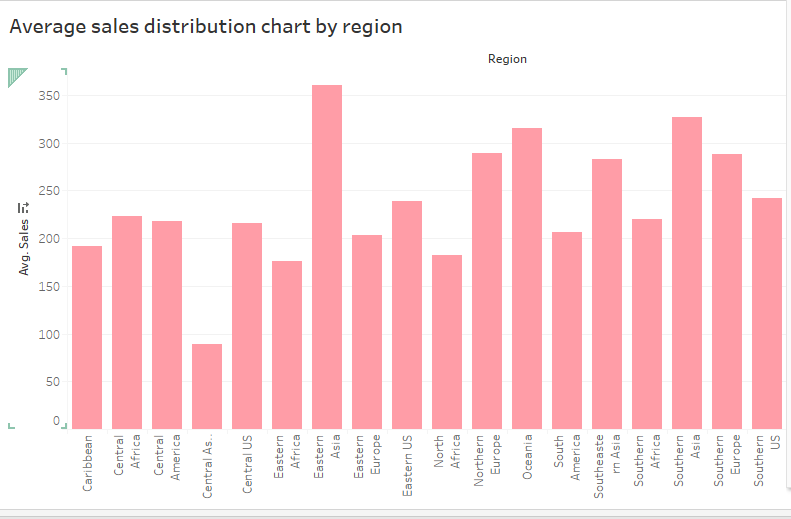 Average sales distribution chart by region
Region
350
300
250
200
150
100
50
0
Avg. Sales
Caribbean
Central
Africa
Central
America
Central As..
Central US
Eastern
Africa
Eastern
Asia
Eastern
Europe
Eastern US
North
Africa
Northern
Europe
Oceania
South
America
Southeaste
rn Asia
Southern
Africa
Southern
Asia
Southern
Europe
Southern
US